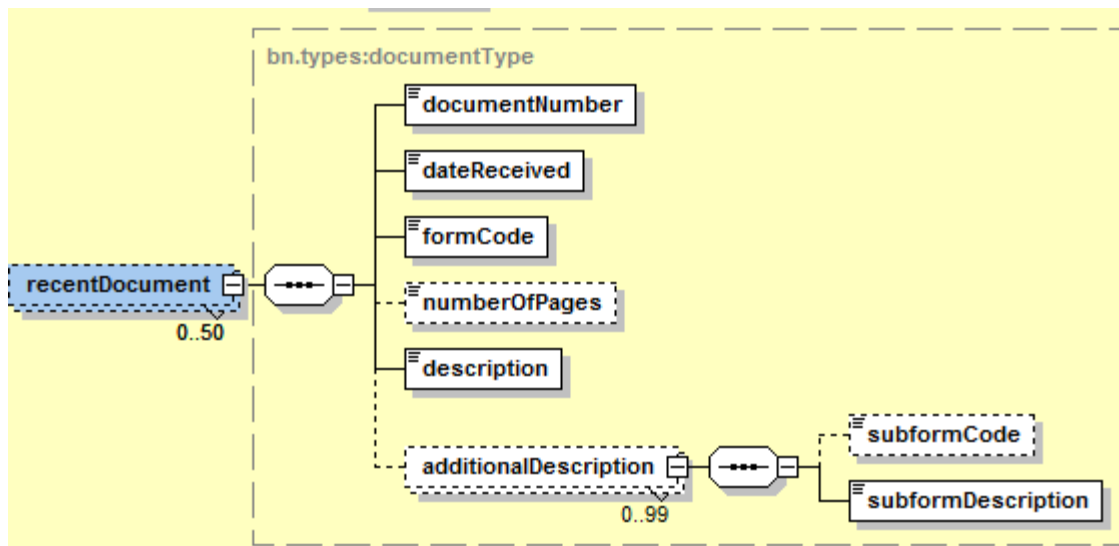 bn.types:documentType
documentNumber
dateReceived
formCode
recentDocument
0..50
numberOfPages
description
additionalDescription
0..99
subformCode
subformDescription